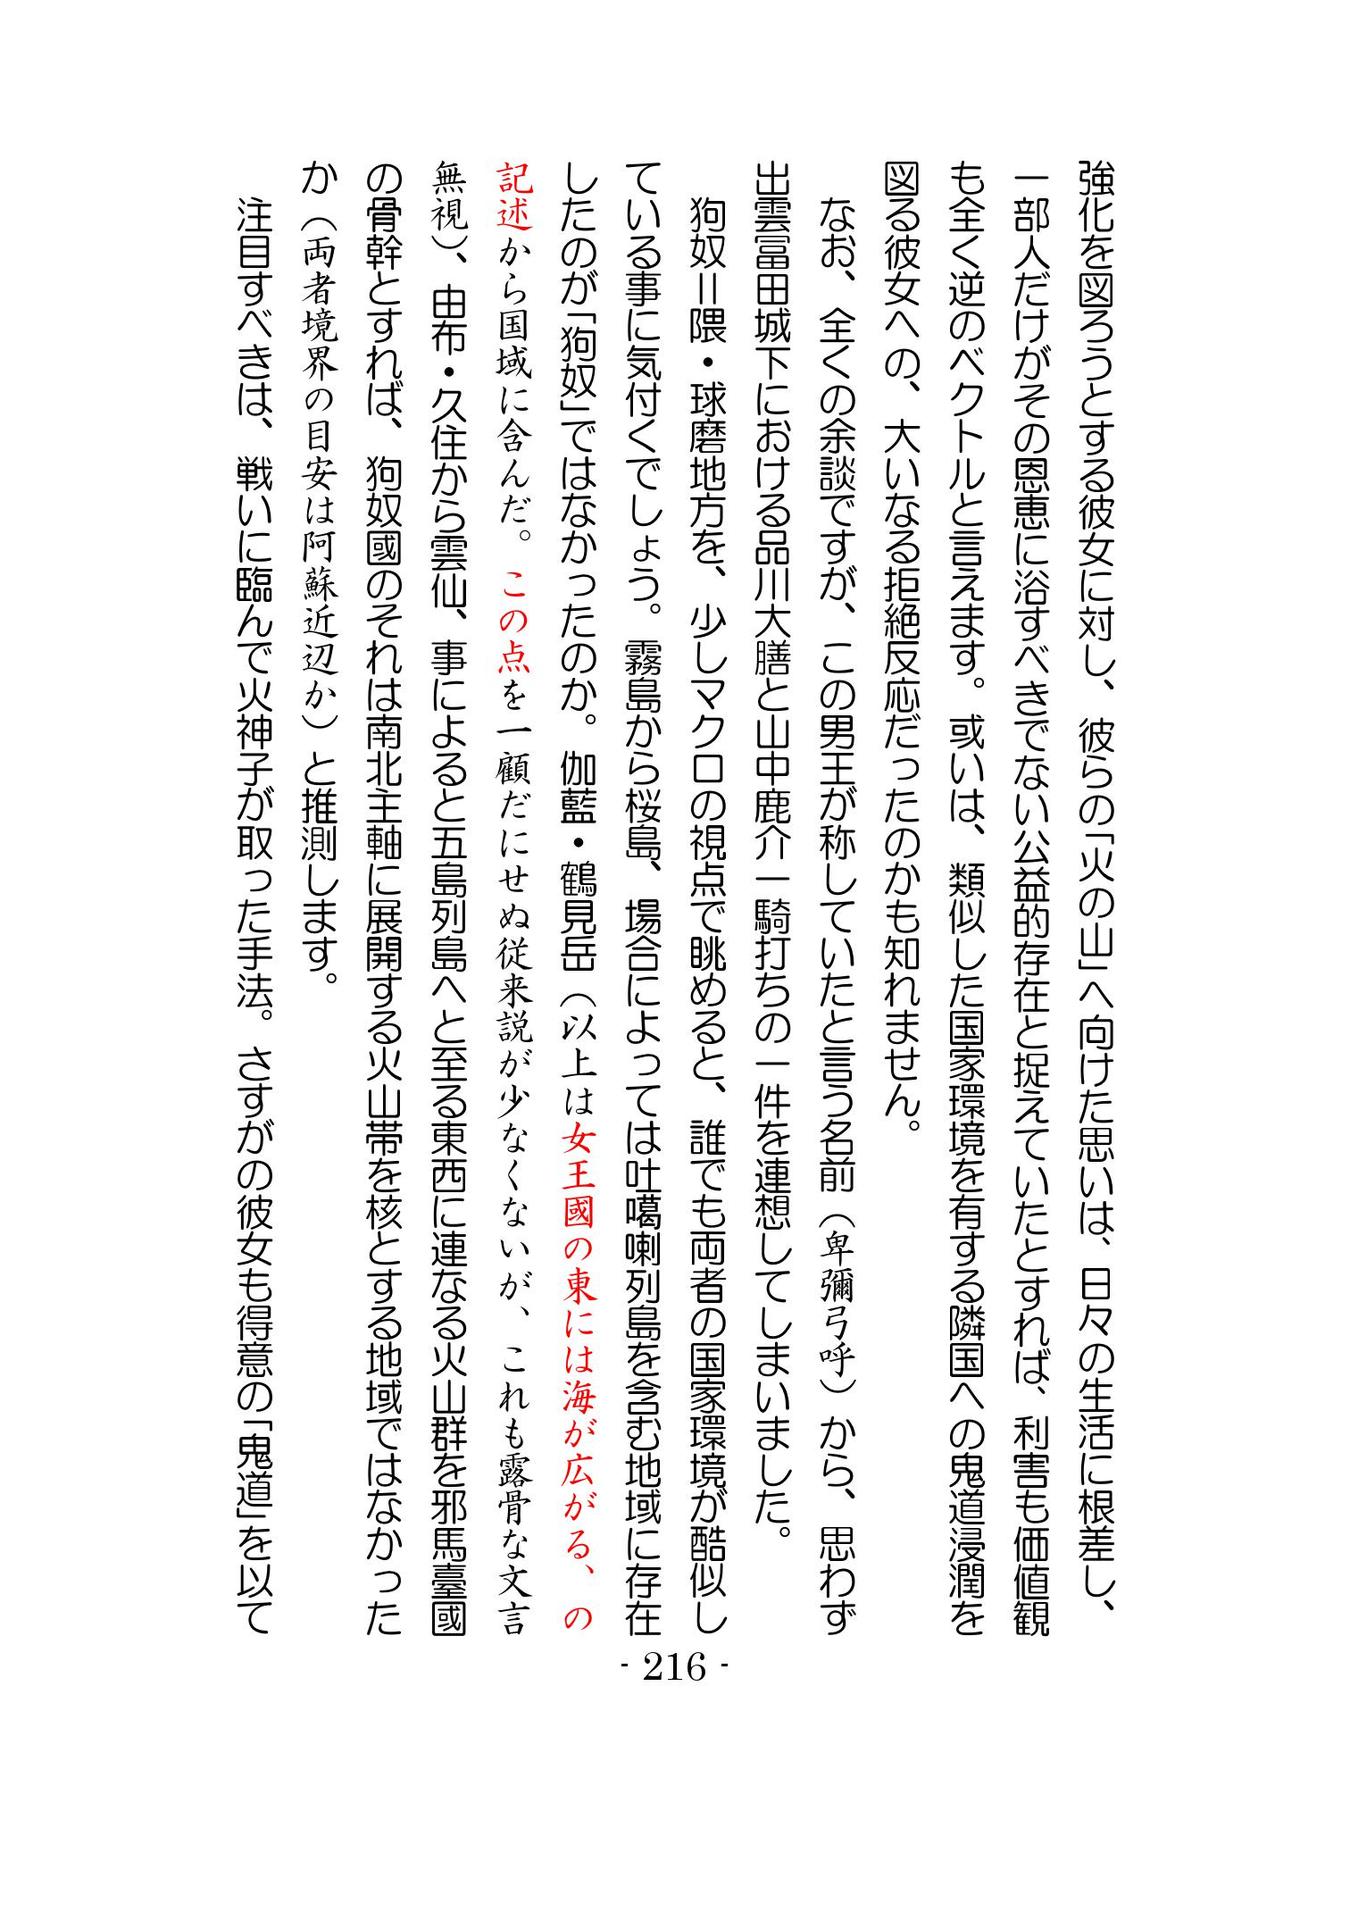 強化を図ろうとする彼女に対し、彼らの「火の山」へ向けた思いは、日々の生活に根差し、
一部人だけがその恩恵に浴すべきでない公益的存在と捉えていたとすれば、利害も価値観
も全く逆のベクトルと言えます。或いは、類似した国家環境を有する隣国への鬼道浸潤を
図る彼女への、大いなる拒絶反応だったのかも知れません。
　なお、全くの余談ですが、この男王が称していたと言う名前（卑彌弓呼）から、思わず
出雲冨田城下における品川大膳と山中鹿介一騎打ちの一件を連想してしまいました。
　狗奴＝隈・球磨地方を、少しマクロの視点で眺めると、誰でも両者の国家環境が酷似し
ている事に気付くでしょう。霧島から桜島、場合によっては吐噶喇列島を含む地域に存在
したのが「狗奴」ではなかったのか。伽藍・鶴見岳（以上は女王國の東には海が広がる、の
記述から国域に含んだ。この点を一顧だにせぬ従来説が少なくないが、これも露骨な文言
無視）、由布・久住から雲仙、事によると五島列島へと至る東西に連なる火山群を邪馬臺國
の骨幹とすれば、狗奴國のそれは南北主軸に展開する火山帯を核とする地域ではなかった
か（両者境界の目安は阿蘇近辺か）と推測します。
　注目すべきは、戦いに臨んで火神子が取った手法。さすがの彼女も得意の「鬼道」を以て
- 216 -